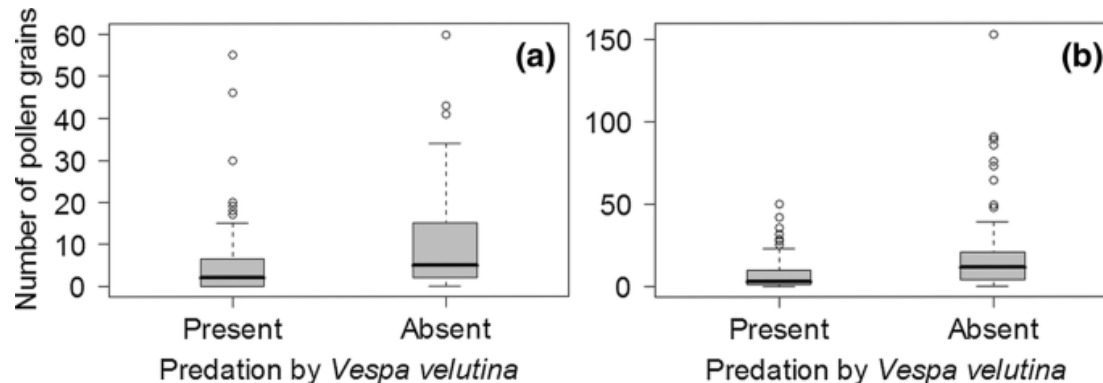 Number of pollen grains
60
50
40
30
20
10
0
(a)
Present
Absent
Predation by Vespa velutina
150
100
50
0
(b)
Present
Absent
Predation by Vespa velutina